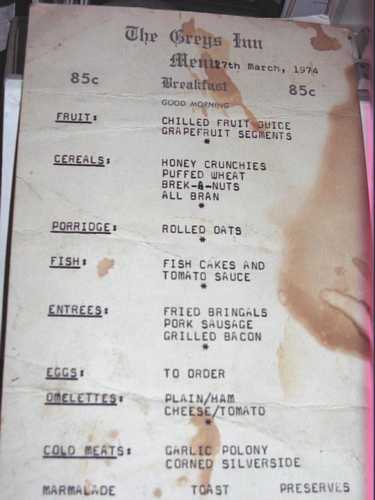 The Greys Inn
Menu 27th March, 1974
85c Breakfast 85c
GOOD MORNING
FRUIT: CHILLED FRUIT JUICE
GRAPEFRUIT SEGMENTS
*
CEREALS: HONEY CRUNCHIES
PUFFED WHEAT
BREK-A-NUTS
ALL BRAN
*
PORRIDGE: ROLLED OATS
*
FISH: FISH CAKES AND
TOMATO SAUCE
*
ENTREES: FRIED BRINGALS
PORK SAUSAGE
GRILLED BACON
*
EGGS: TO ORDER
OMELETTES: PLAIN/HAM
CHEESE/TOMATO
*
COLD MEATS: GARLIC POLONY
CORNED SILVERSIDE
MARMALADE TOAST PRESERVES